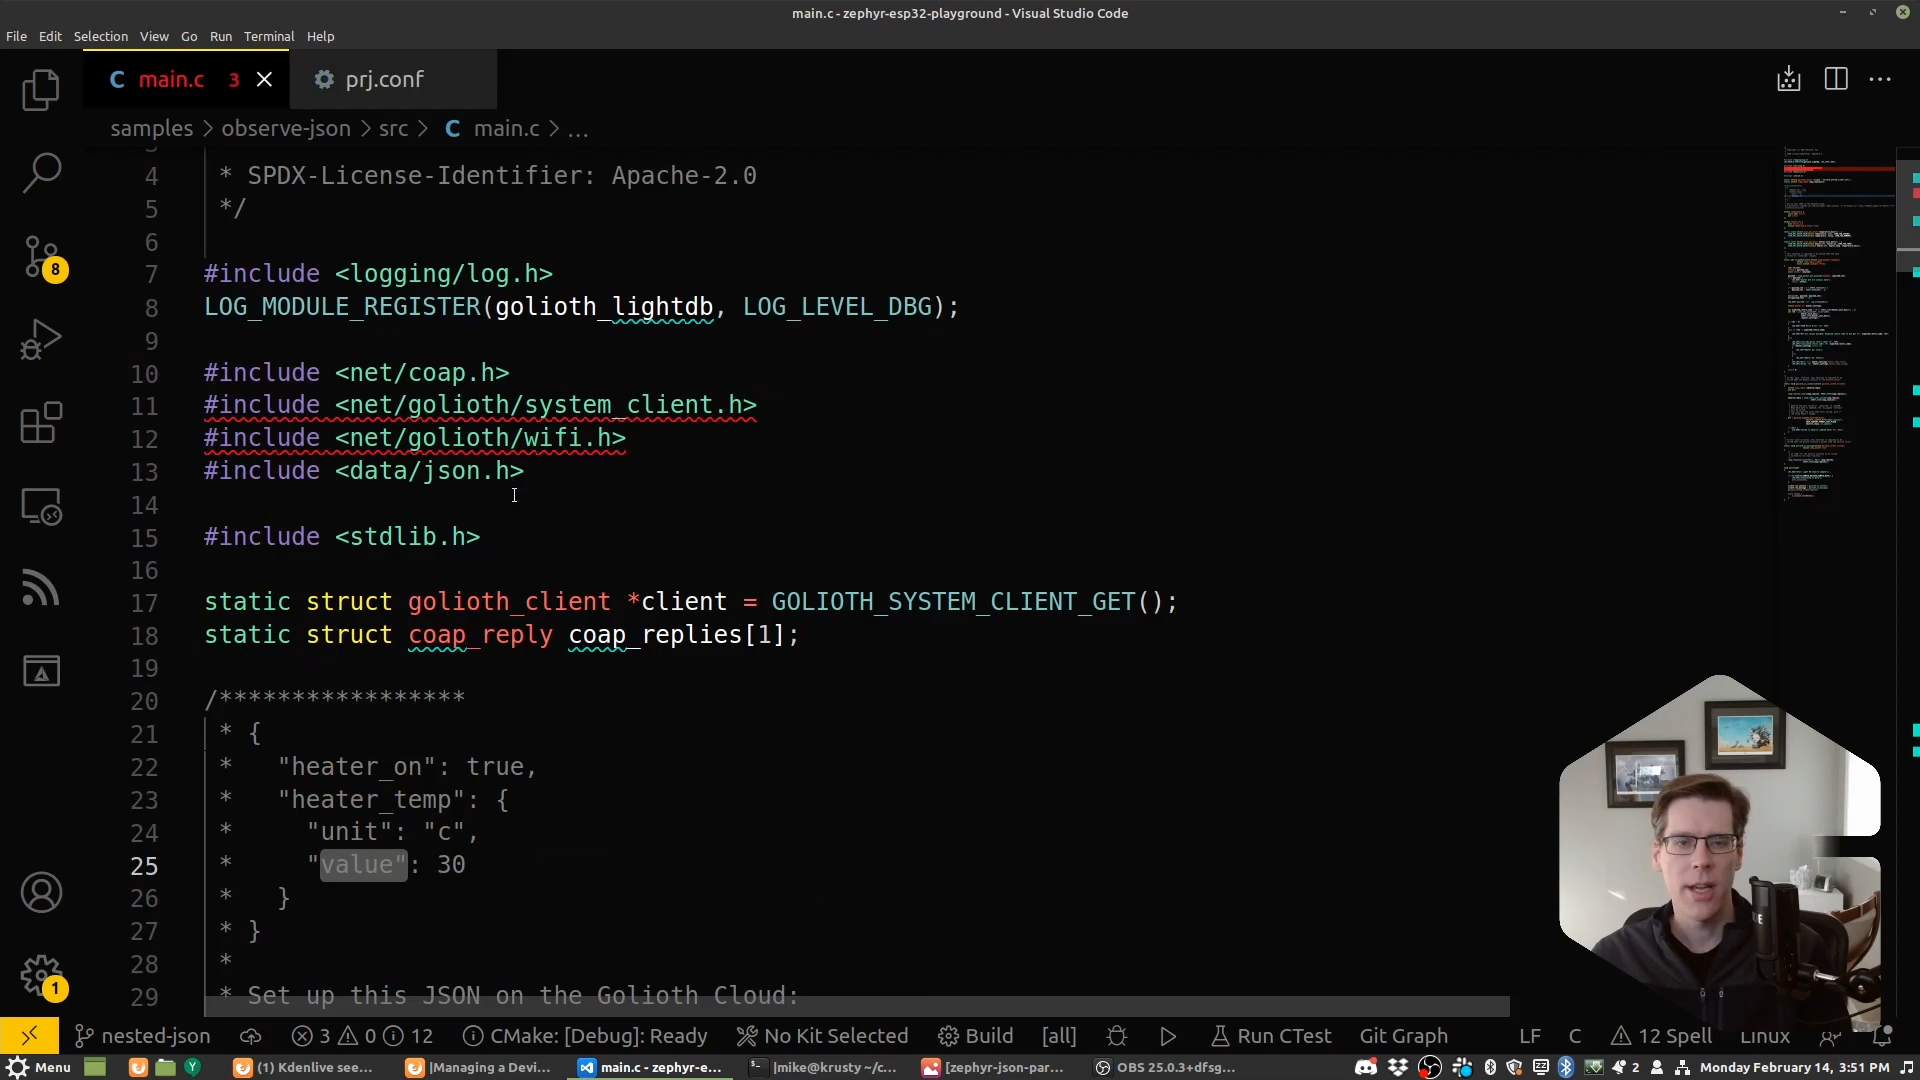 main.c - zephyr-esp32-playground - Visual Studio Code
File Edit Selection View Go Run Terminal Help
C main.c 3 prj.conf
samples > observe-json > src > C main.c > ...
4 * SPDX-License-Identifier: Apache-2.0
5 */
6
7 #include <logging/log.h>
8 LOG_MODULE_REGISTER(golioth_lightdb, LOG_LEVEL_DBG);
9
10 #include <net/coap.h>
11 #include <net/golioth/system_client.h>
12 #include <net/golioth/wifi.h>
13 #include <data/json.h>
14
15 #include <stdlib.h>
16
17 static struct golioth_client *client = GOLIOTH_SYSTEM_CLIENT_GET();
18 static struct coap_reply coap_replies[1];
19
20 /*****************
21 * {
22 * "heater_on": true,
23 * "heater_temp": {
24 * "unit": "c",
25 * "value": 30
26 * }
27 * }
28 *
29 * Set up this JSON on the Golioth Cloud:
8
1
nested-json 3 0 12 CMake: [Debug]: Ready No Kit Selected Build [all] Run CTest Git Graph LF C 12 Spell Linux
Menu (1) Kdenlive see... |Managing a Devi... main.c - zephyr-e... |mike@krusty ~/c... [zephyr-json-par... OBS 25.0.3+dfsg... 2 Monday February 14, 3:51 PM